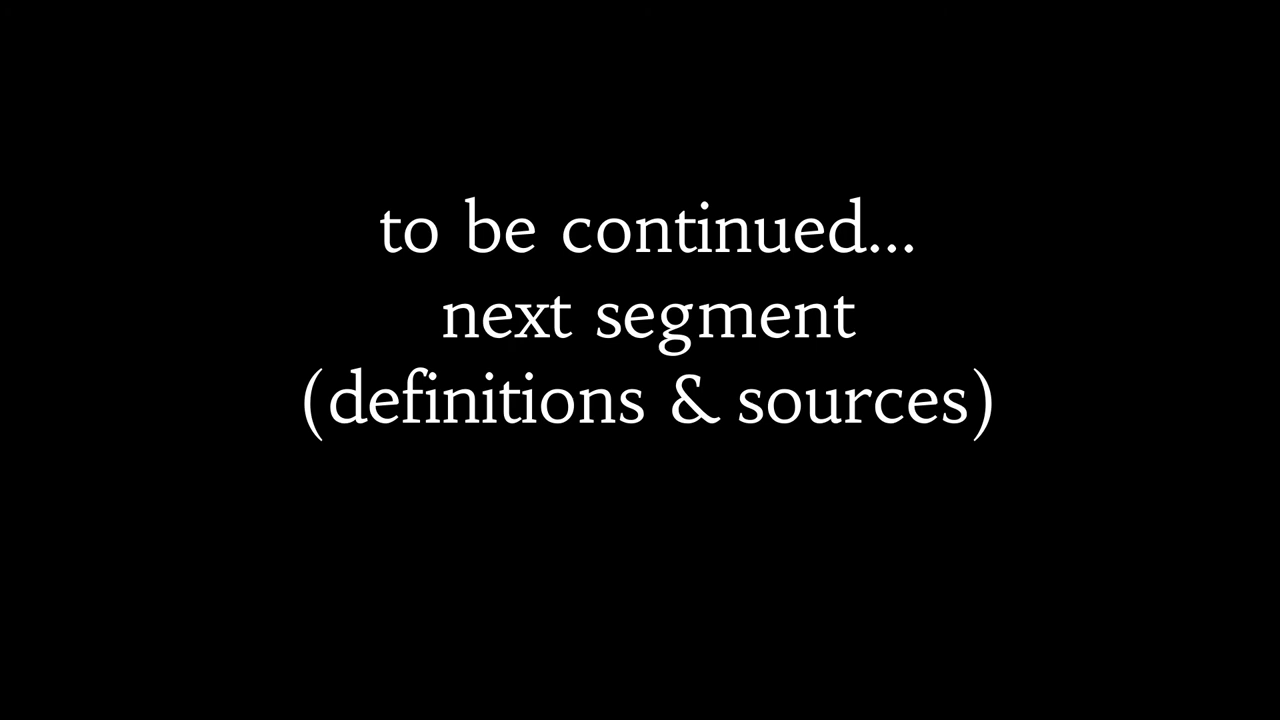 to be continued...
next segment
(definitions & sources)